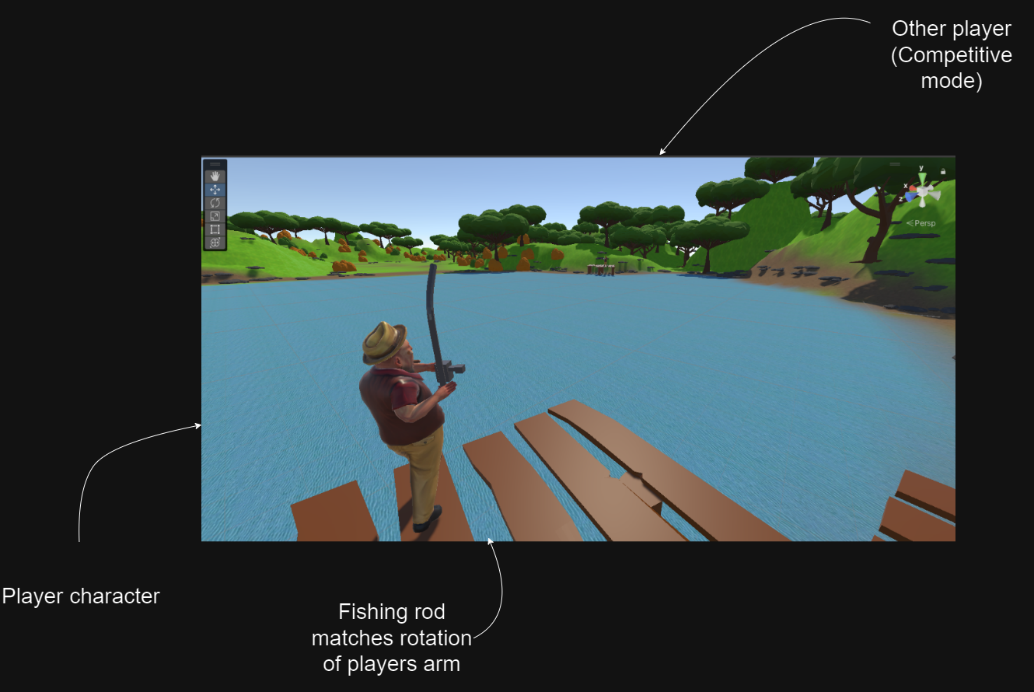 Other player
(Competitive
mode)
y
x
z
<Persp
Player character
Fishing rod
matches rotation
of players arm